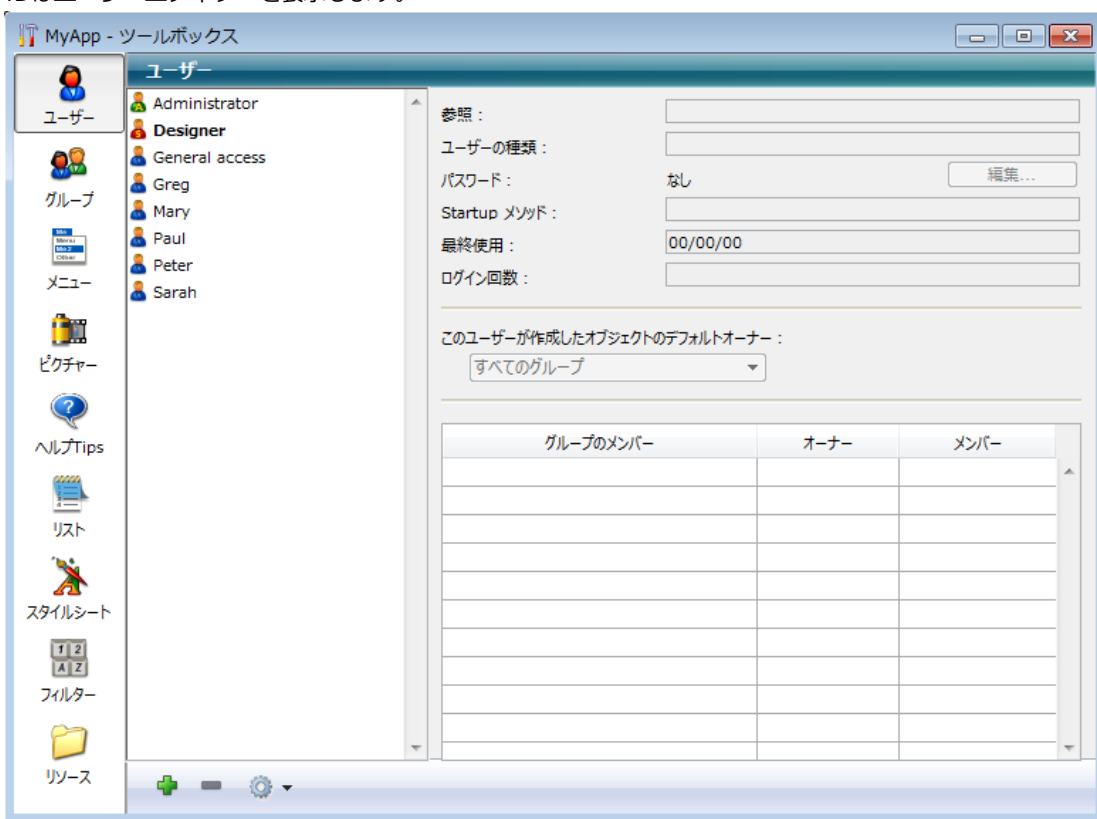 MyApp - ツールボックス
ユーザー
ユーザー
グループ
メニュー
ピクチャー
ヘルプTips
リスト
スタイルシート
フィルター
リソース
Administrator
Designer
General access
Greg
Mary
Paul
Peter
Sarah
参照 :
ユーザーの種類 :
パスワード : なし 編集...
Startup メソッド :
最終使用 : 00/00/00
ログイン回数 :
このユーザーが作成したオブジェクトのデフォルトオーナー :
すべてのグループ
グループのメンバー オーナー メンバー